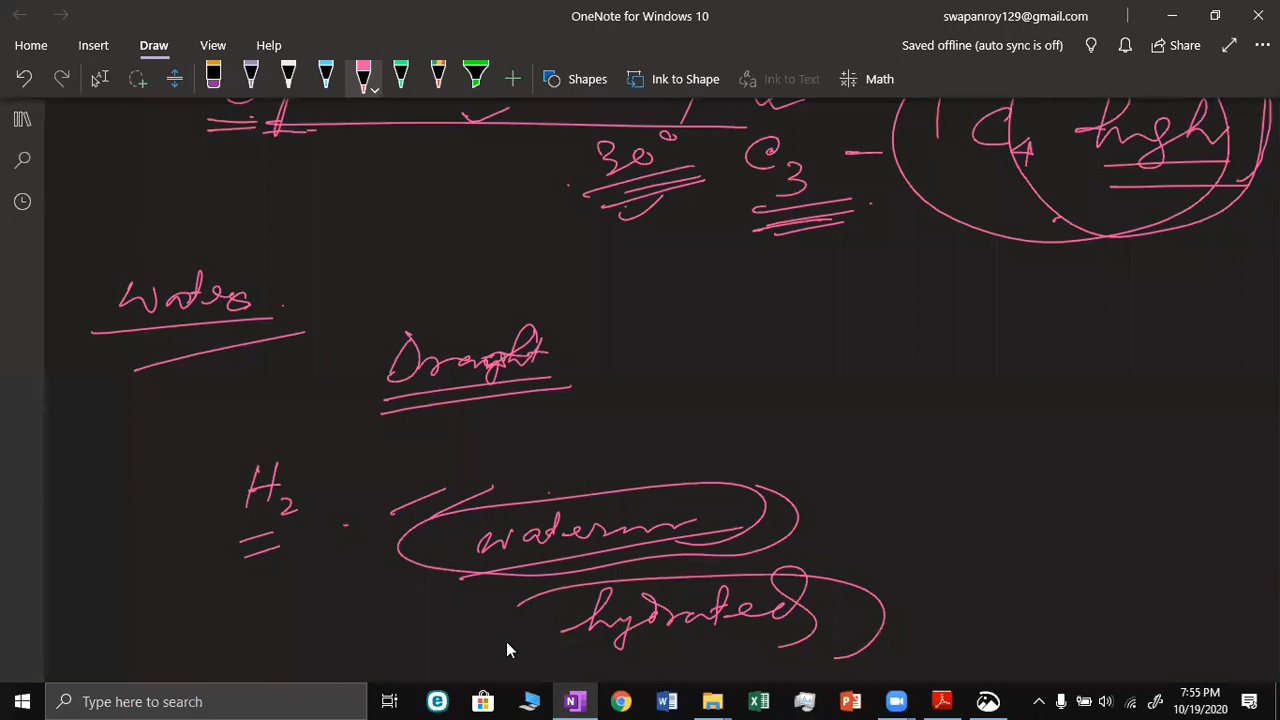 OneNote for Windows 10
swapanroy129@gmail.com
Home Insert Draw View Help
Saved offline (auto sync is off) Share
Shapes Ink to Shape Ink to Text Math
30° C3 - C4 high
Water
Drought
H2
hydrated
Type here to search
7:55 PM
10/19/2020